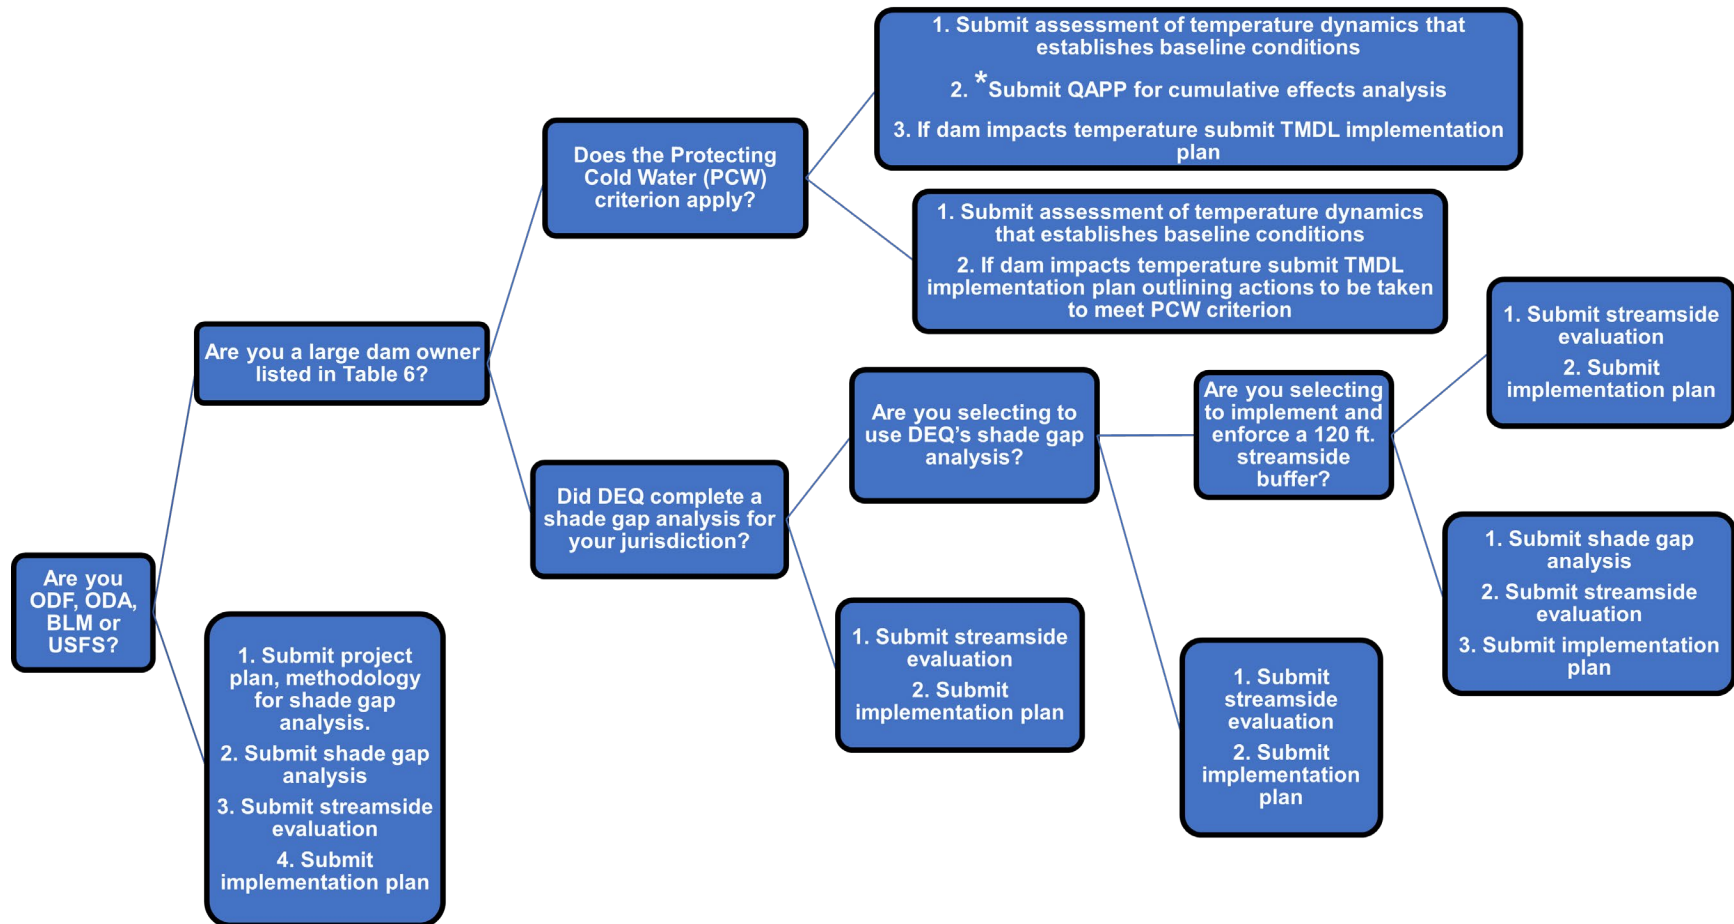 1. Submit assessment of temperature dynamics that
establishes baseline conditions
2. *Submit QAPP for cumulative effects analysis
3. If dam impacts temperature submit TMDL implementation
plan
Does the Protecting
Cold Water (PCW)
criterion apply?
1. Submit assessment of temperature dynamics
that establishes baseline conditions
2. If dam impacts temperature submit TMDL
implementation plan outlining actions to be taken
to meet PCW criterion
Are you a large dam owner
listed in Table 6?
1. Submit streamside
evaluation
2. Submit
implementation plan
Are you selecting to
use DEQ’s shade gap
analysis?
Are you selecting
to implement and
enforce a 120 ft.
streamside
buffer?
Did DEQ complete a
shade gap analysis for
your jurisdiction?
1. Submit shade gap
analysis
2. Submit streamside
evaluation
3. Submit implementation
plan
Are you
ODF, ODA,
BLM or
USFS?
1. Submit streamside
evaluation
2. Submit
implementation plan
1. Submit
streamside
evaluation
2. Submit
implementation
plan
1. Submit project
plan, methodology
for shade gap
analysis.
2. Submit shade gap
analysis
3. Submit streamside
evaluation
4. Submit
implementation plan